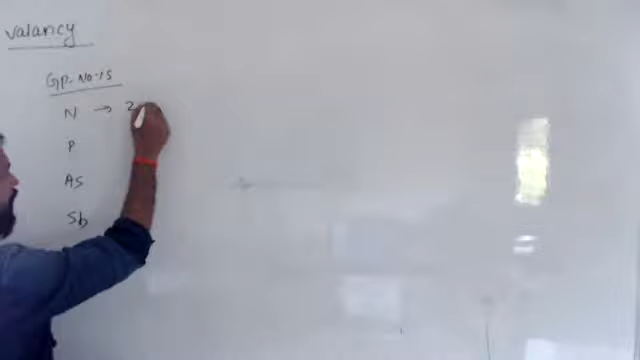 Valancy
Gp. No-15
N → 2
P
As
Sb